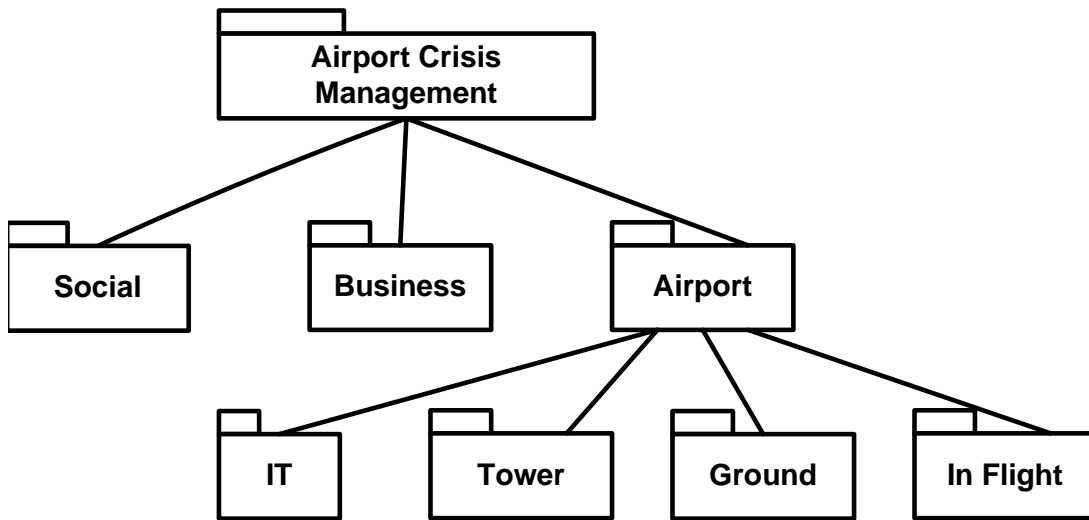 Airport Crisis
Management
Social
Business
Airport
IT
Tower
Ground
In Flight